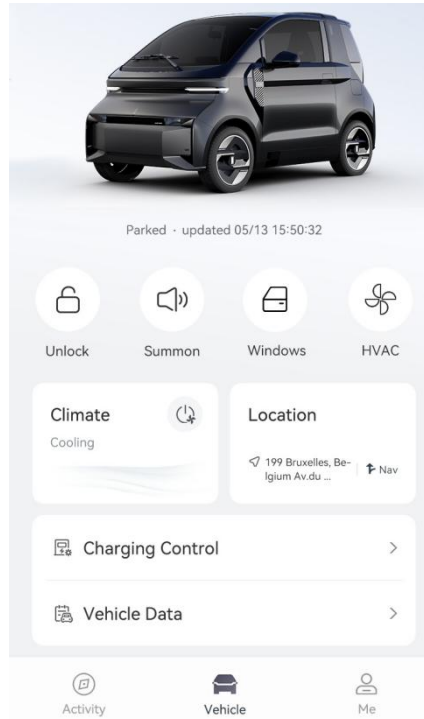 Parked · updated 05/13 15:50:32
Unlock
Summon
Windows
HVAC
Climate
Cooling
Location
199 Bruxelles, Be-
lgium Av.du ...
Nav
Charging Control
Vehicle Data
Activity
Vehicle
Me